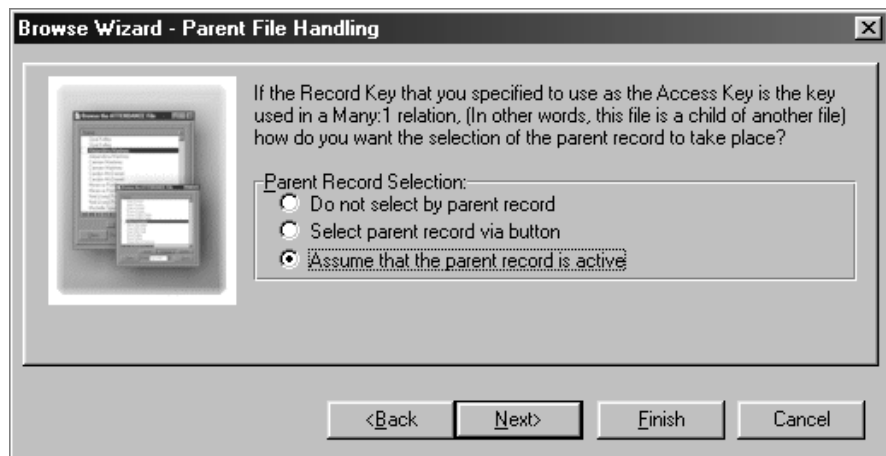 Browse Wizard - Parent File Handling
If the Record Key that you specified to use as the Access Key is the key
used in a Many:1 relation, (In other words, this file is a child of another file)
how do you want the selection of the parent record to take place?
Parent Record Selection:
Do not select by parent record
Select parent record via button
Assume that the parent record is active
<Back
Next>
Finish
Cancel